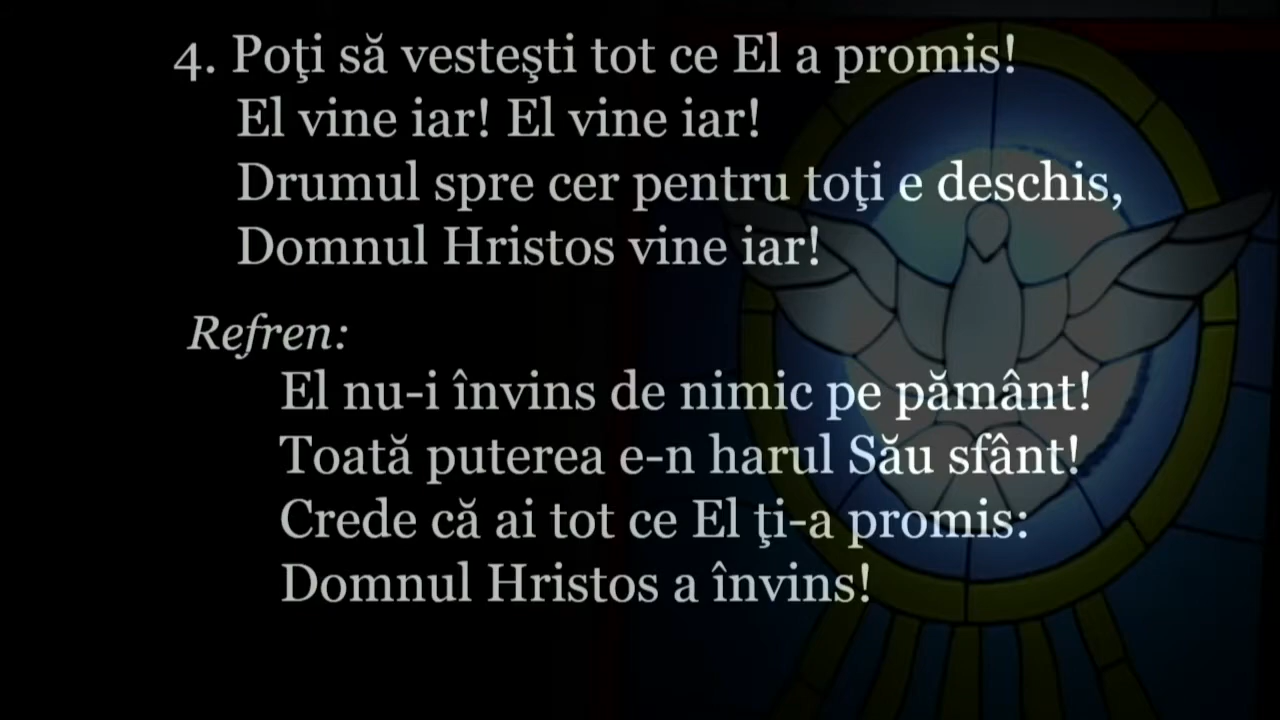 4. Poţi să vesteşti tot ce El a promis!
El vine iar! El vine iar!
Drumul spre cer pentru toţi e deschis,
Domnul Hristos vine iar!
Refren:
El nu-i învins de nimic pe pământ!
Toată puterea e-n harul Său sfânt!
Crede că ai tot ce El ţi-a promis:
Domnul Hristos a învins!